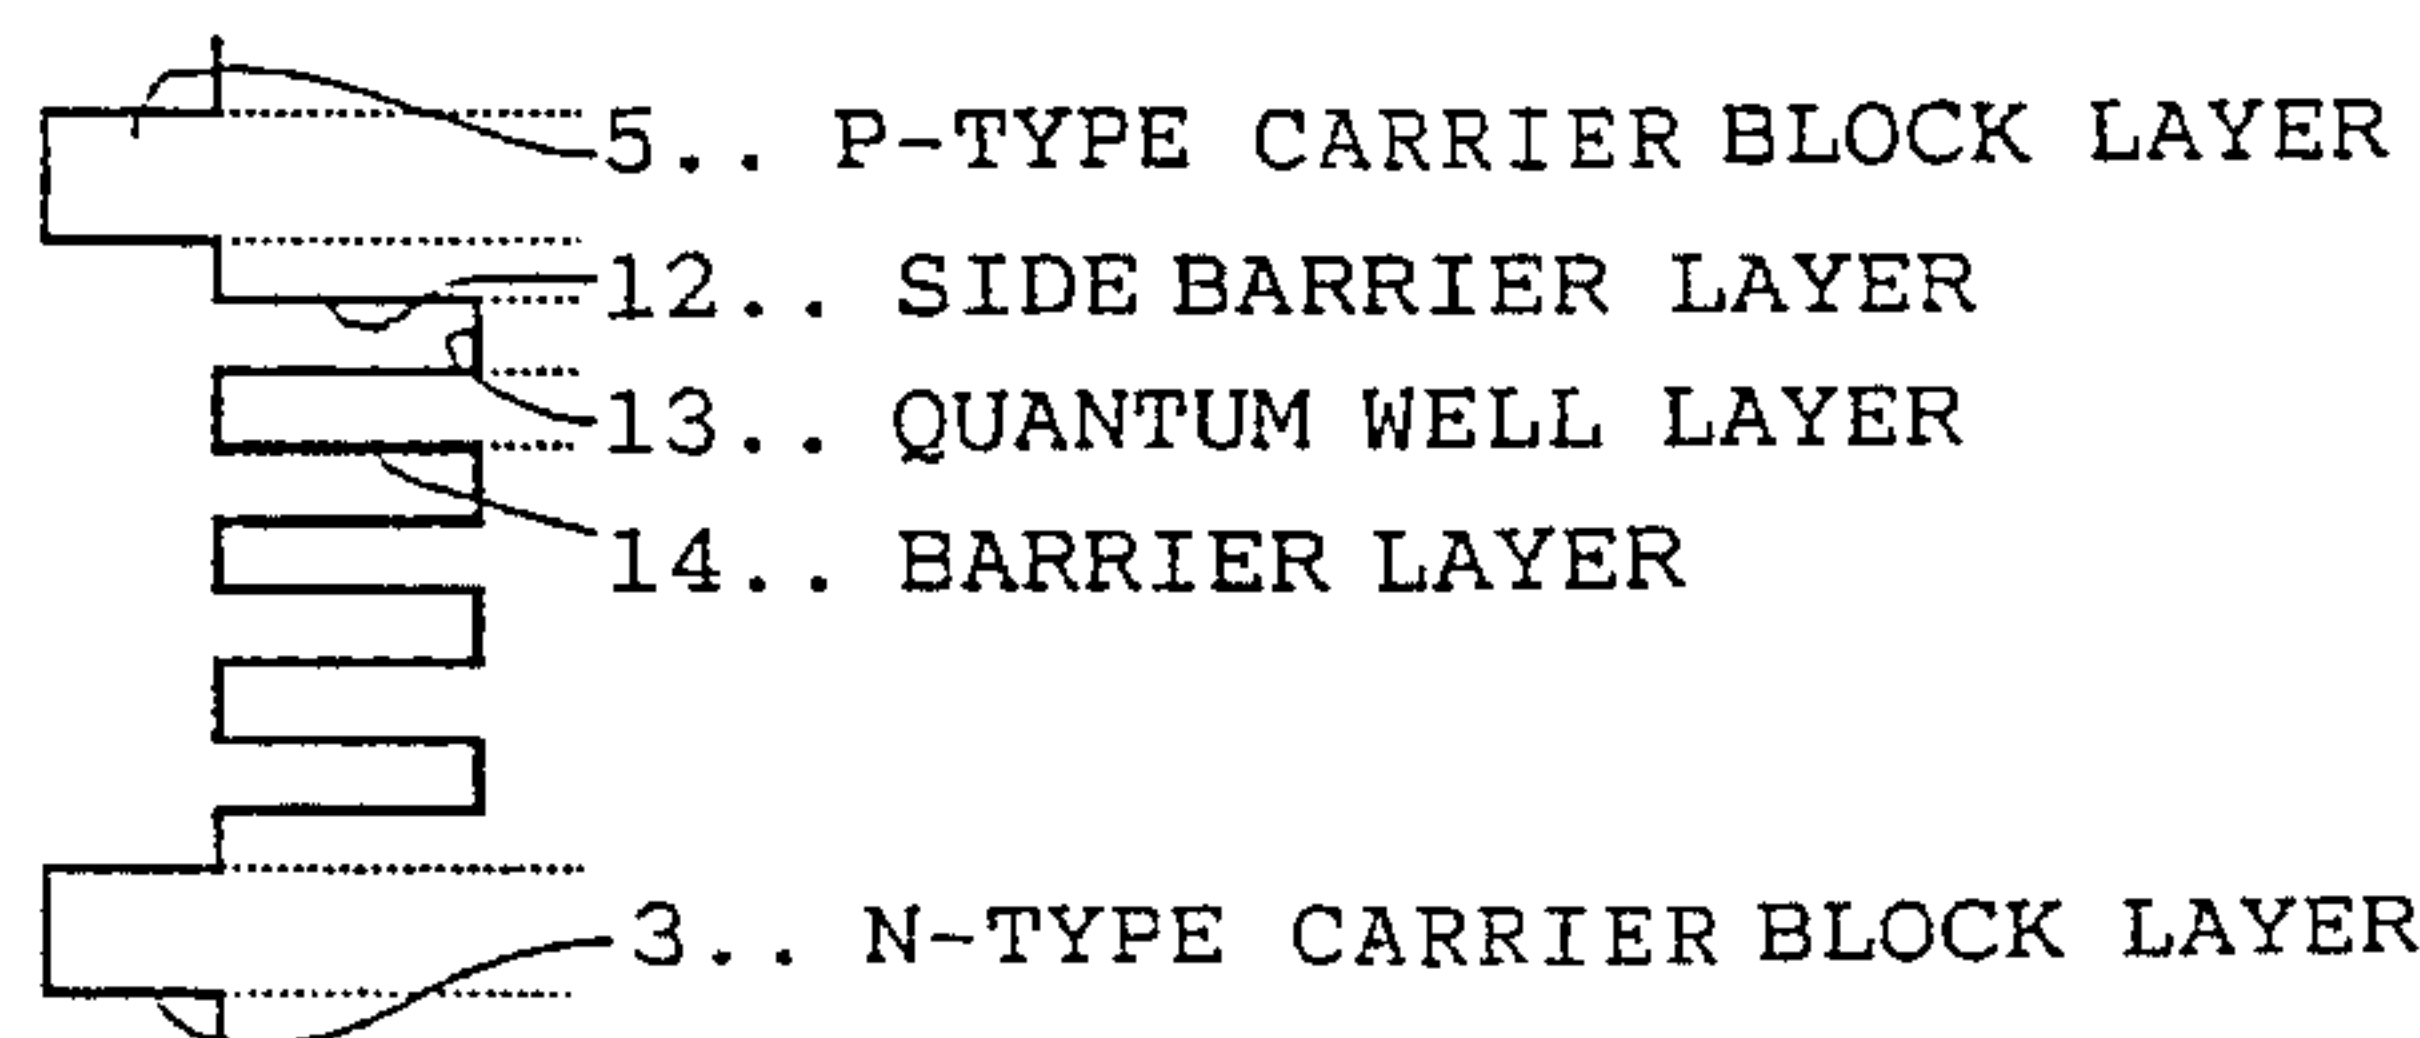 5.. P-TYPE CARRIER BLOCK LAYER
12.. SIDE BARRIER LAYER
13.. QUANTUM WELL LAYER
14.. BARRIER LAYER
3.. N-TYPE CARRIER BLOCK LAYER